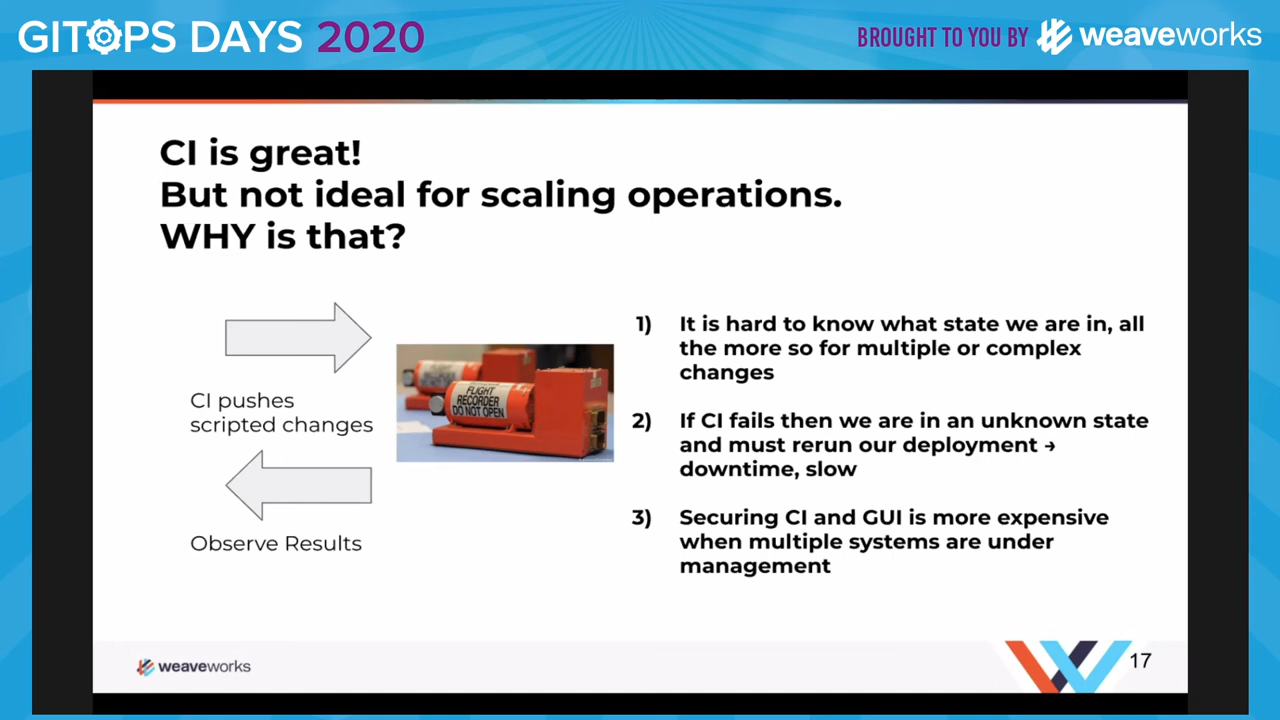 GITOPS DAYS 2020
BROUGHT TO YOU BY weaveworks
CI is great!
But not ideal for scaling operations.
WHY is that?
CI pushes
scripted changes
Observe Results
FLIGHT
RECORDER
DO NOT OPEN
1) It is hard to know what state we are in, all
the more so for multiple or complex
changes
2) If CI fails then we are in an unknown state
and must rerun our deployment →
downtime, slow
3) Securing CI and GUI is more expensive
when multiple systems are under
management
weaveworks
17